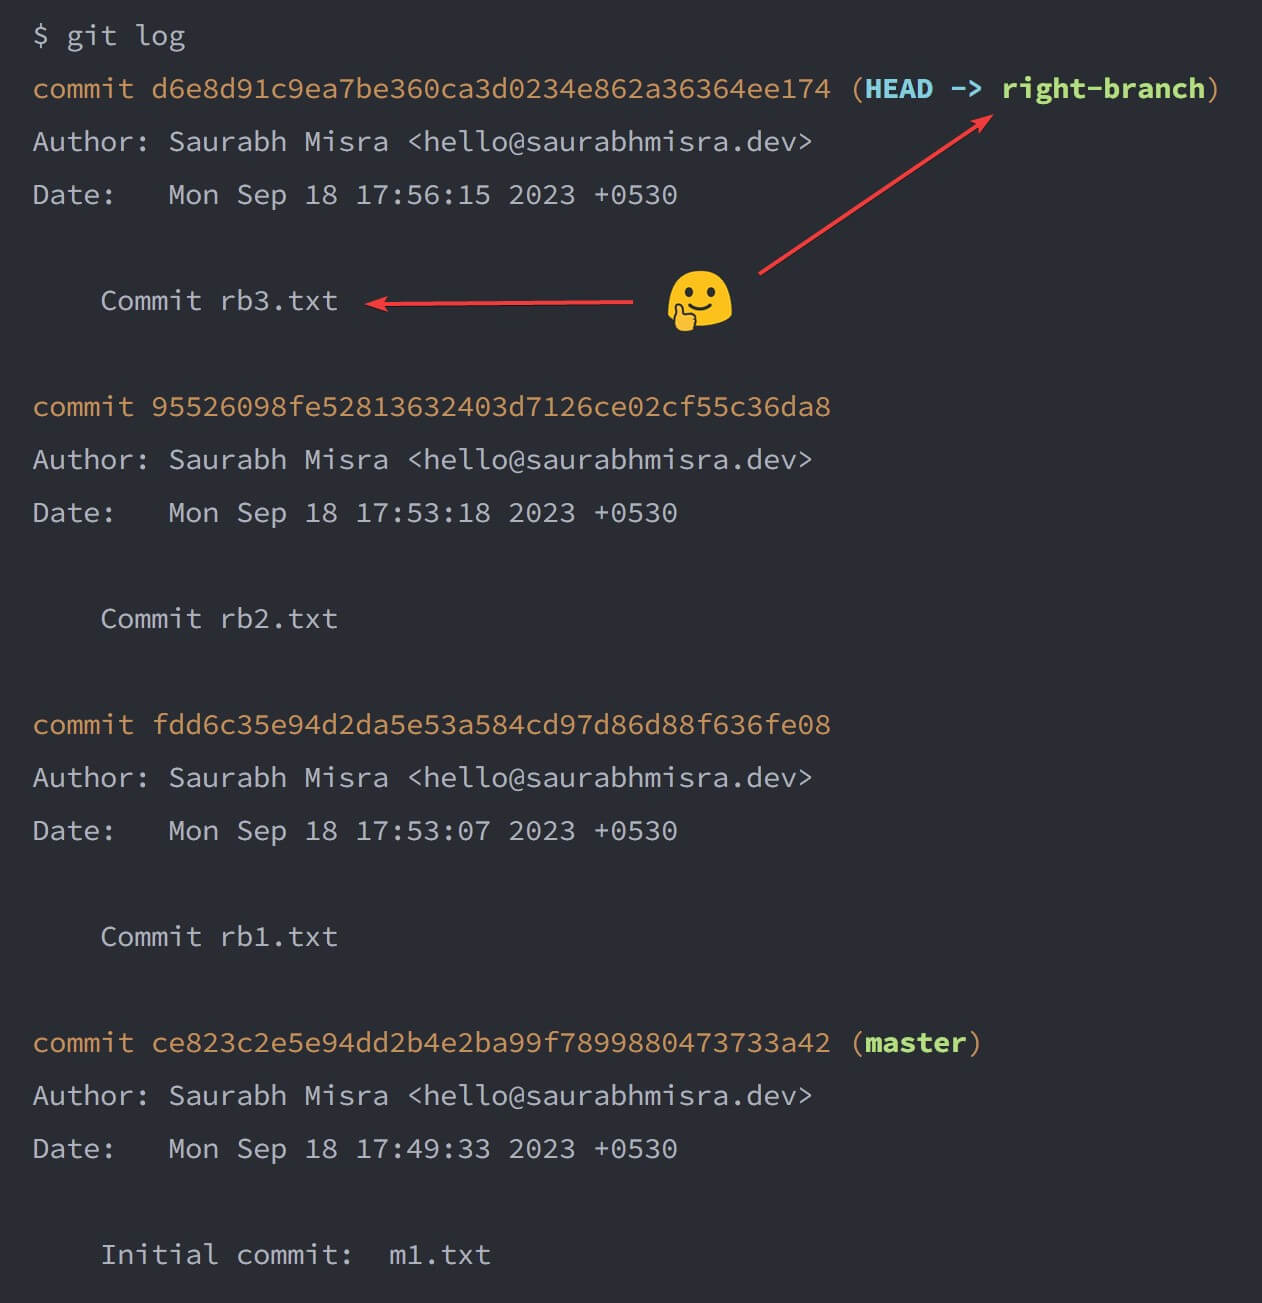 $ git log
commit d6e8d91c9ea7be360ca3d0234e862a36364ee174 (HEAD -> right-branch)
Author: Saurabh Misra <hello@saurabhmisra.dev>
Date:   Mon Sep 18 17:56:15 2023 +0530
Commit rb3.txt
commit 95526098fe52813632403d7126ce02cf55c36da8
Author: Saurabh Misra <hello@saurabhmisra.dev>
Date:   Mon Sep 18 17:53:18 2023 +0530
Commit rb2.txt
commit fdd6c35e94d2da5e53a584cd97d86d88f636fe08
Author: Saurabh Misra <hello@saurabhmisra.dev>
Date:   Mon Sep 18 17:53:07 2023 +0530
Commit rb1.txt
commit ce823c2e5e94dd2b4e2ba99f7899880473733a42 (master)
Author: Saurabh Misra <hello@saurabhmisra.dev>
Date:   Mon Sep 18 17:49:33 2023 +0530
Initial commit:  m1.txt